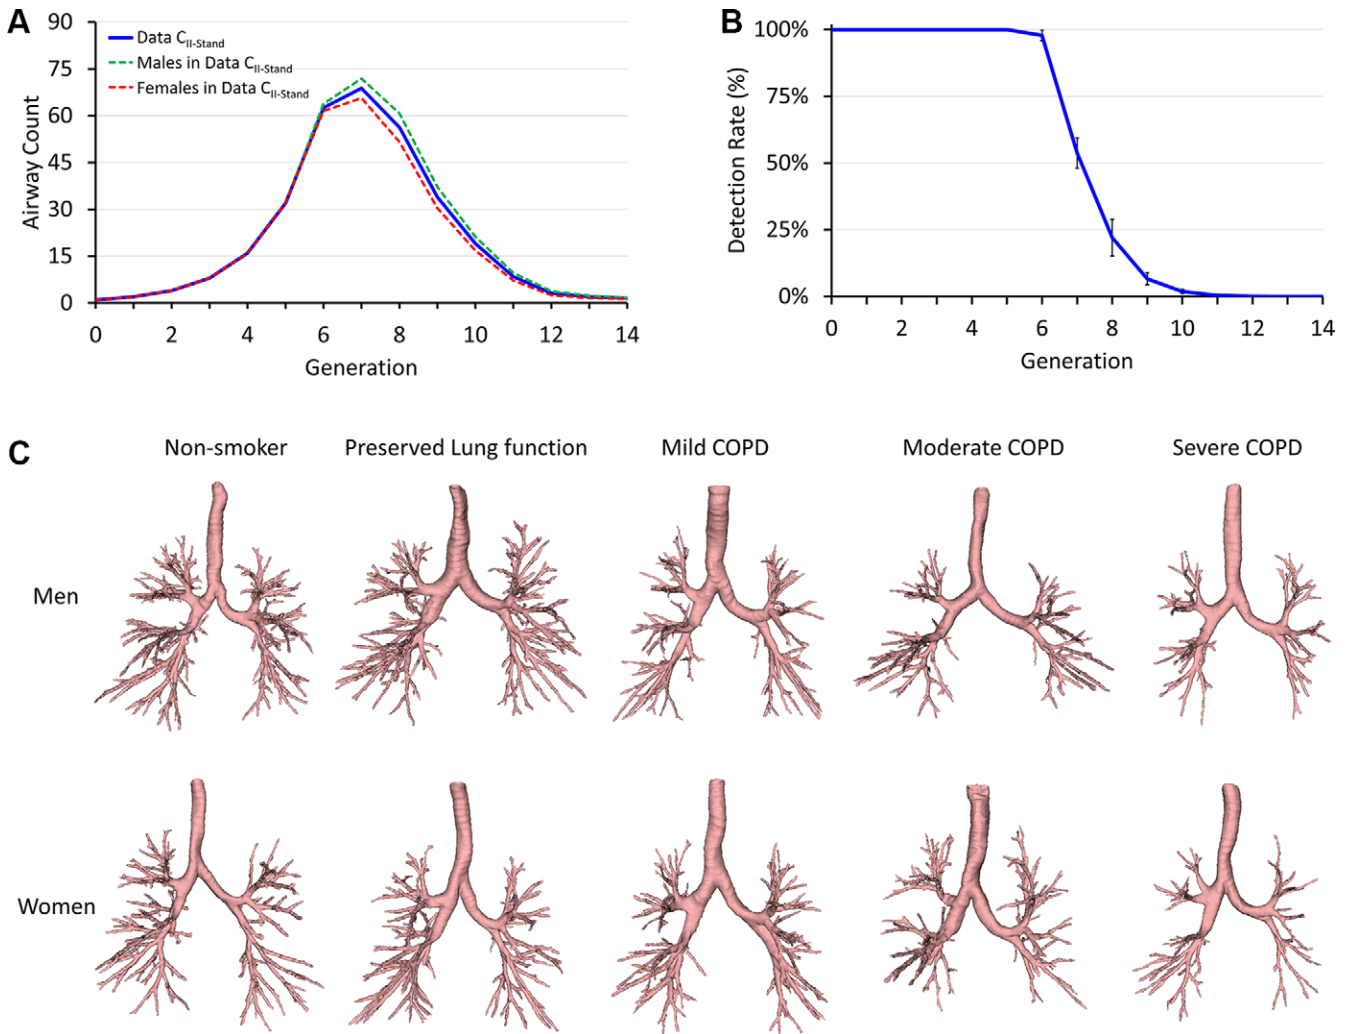 A
90
75
60
45
30
15
0
Airway Count
Data C_II-Stand
Males in Data C_II-Stand
Females in Data C_II-Stand
0 2 4 6 8 10 12 14
Generation
B
100%
75%
50%
25%
0%
Detection Rate (%)
0 2 4 6 8 10 12 14
Generation
C
Non-smoker Preserved Lung function Mild COPD Moderate COPD Severe COPD
Men
Women